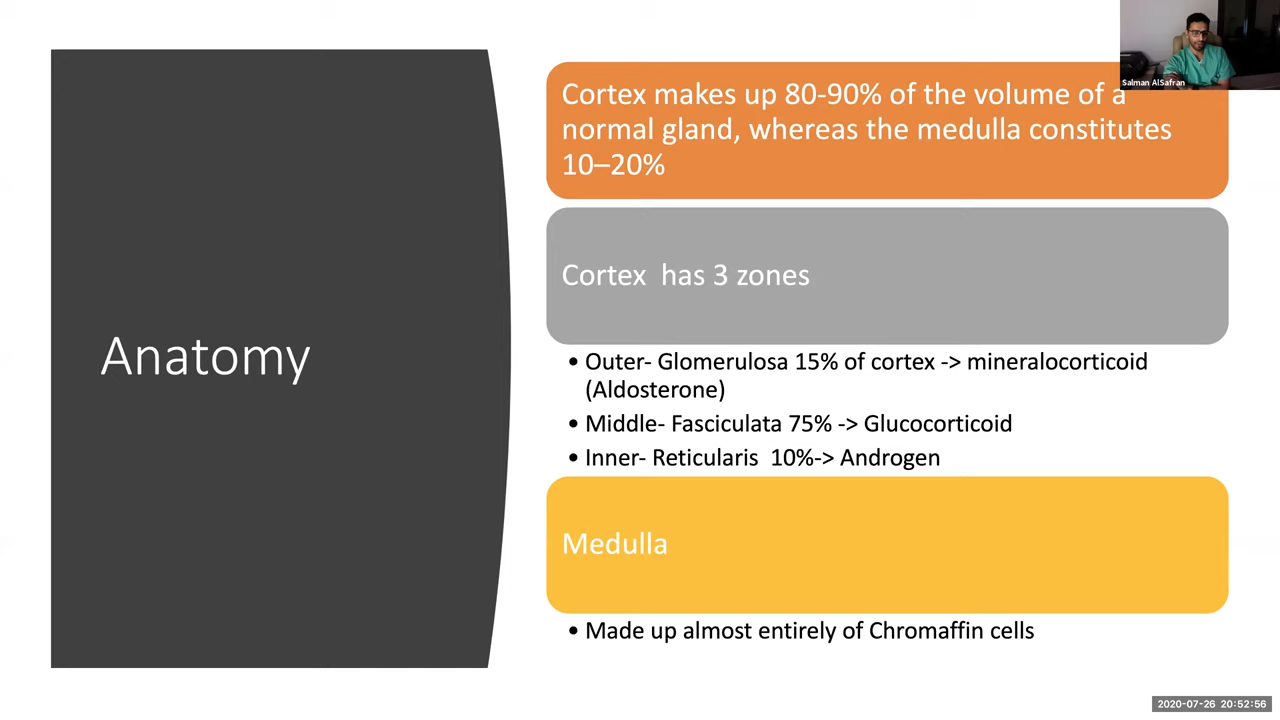 Salman AlSafran
Cortex makes up 80-90% of the volume of a
normal gland, whereas the medulla constitutes
10–20%
Cortex  has 3 zones
Anatomy
• Outer- Glomerulosa 15% of cortex -> mineralocorticoid
(Aldosterone)
• Middle- Fasciculata 75% -> Glucocorticoid
• Inner- Reticularis  10%-> Androgen
Medulla
• Made up almost entirely of Chromaffin cells
2020-07-26  20:52:56